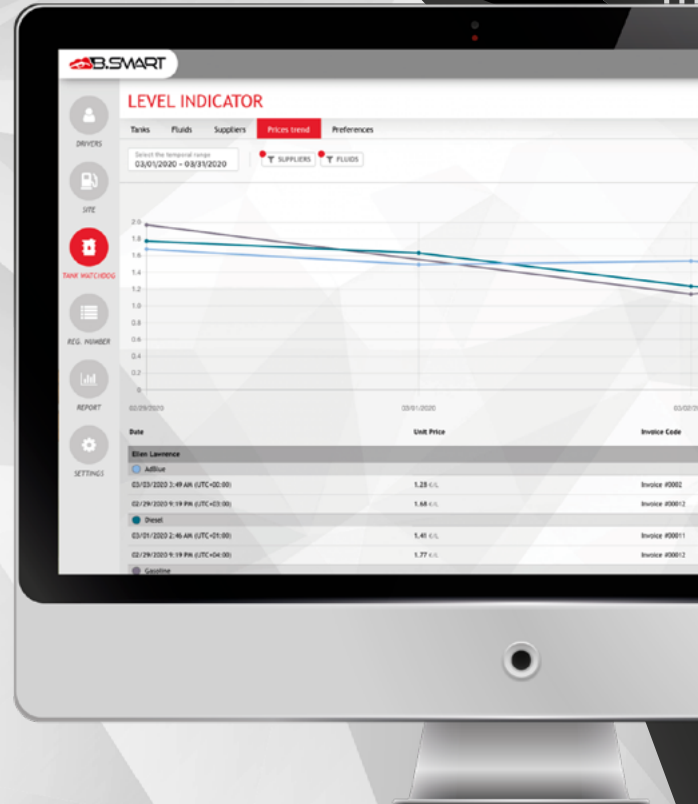 B.SMART
LEVEL INDICATOR
Tanks Fluids Suppliers Prices trend Preferences
Select the temporal range
03/01/2020 - 03/31/2020
SUPPLIERS FLUIDS
DRIVERS
SITE
TANK WATCHDOG
REG. NUMBER
REPORT
SETTINGS
2.0
1.8
1.6
1.4
1.2
1.0
0.8
0.6
0.4
0.2
0
02/29/2020 03/01/2020
Date Unit Price Invoice Code
Ellen Lawrence
AdBlue
03/03/2020 3:49 AM (UTC+02:00) 1.28 €/L Invoice #0002
02/29/2020 9:19 PM (UTC+03:00) 1.68 €/L Invoice #00012
Diesel
03/01/2020 2:46 AM (UTC+01:00) 1.41 €/L Invoice #00011
02/29/2020 9:19 PM (UTC+04:00) 1.77 €/L Invoice #00012
Gasoline